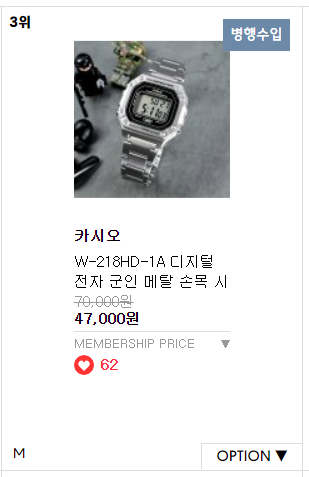 3위
병행수입
카시오
W-218HD-1A 디지털
전자 군인 메탈 손목 시
70,000원
47,000원
MEMBERSHIP PRICE ▼
62
M
OPTION ▼